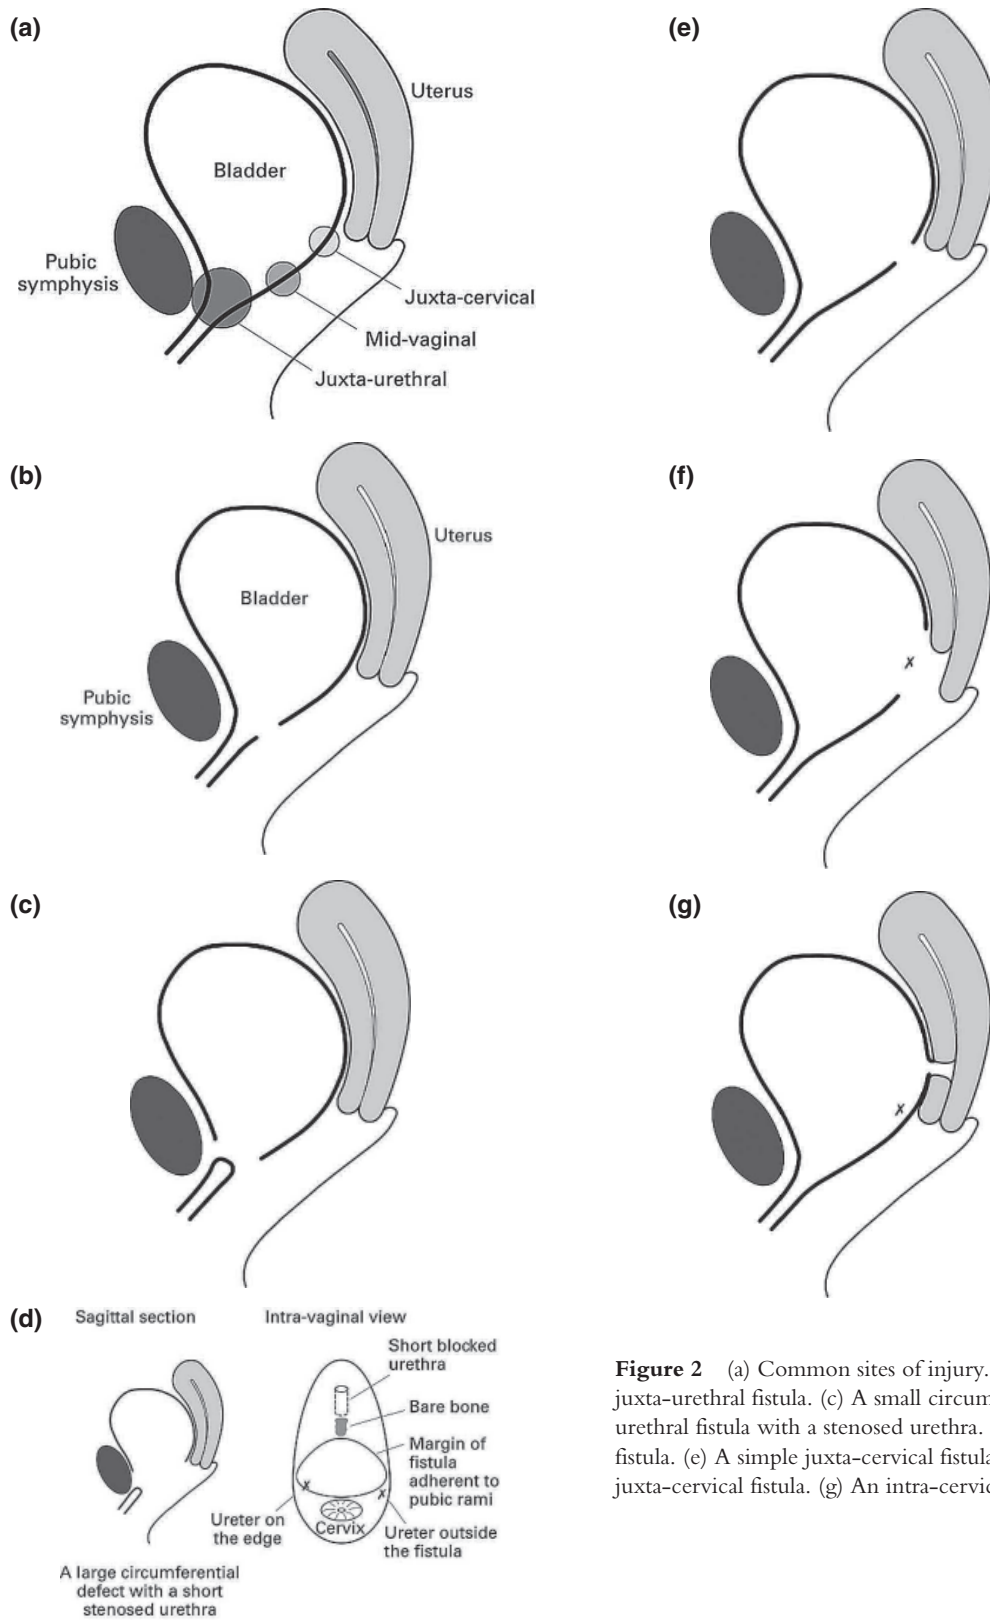 (a)
Uterus
Bladder
Pubic
symphysis
Juxta-cervical
Mid-vaginal
Juxta-urethral
(b)
Uterus
Bladder
Pubic
symphysis
(c)
(d)
Sagittal section
Intra-vaginal view
Short blocked
urethra
Bare bone
Margin of
fistula
adherent to
pubic rami
x
x
Ureter on
the edge
Cervix
Ureter outside
the fistula
A large circumferential
defect with a short
stenosed urethra
(e)
(f)
x
(g)
x
Figure 2 (a) Common sites of injury.
juxta-urethral fistula. (c) A small circum
urethral fistula with a stenosed urethra.
fistula. (e) A simple juxta-cervical fistula
juxta-cervical fistula. (g) An intra-cervic